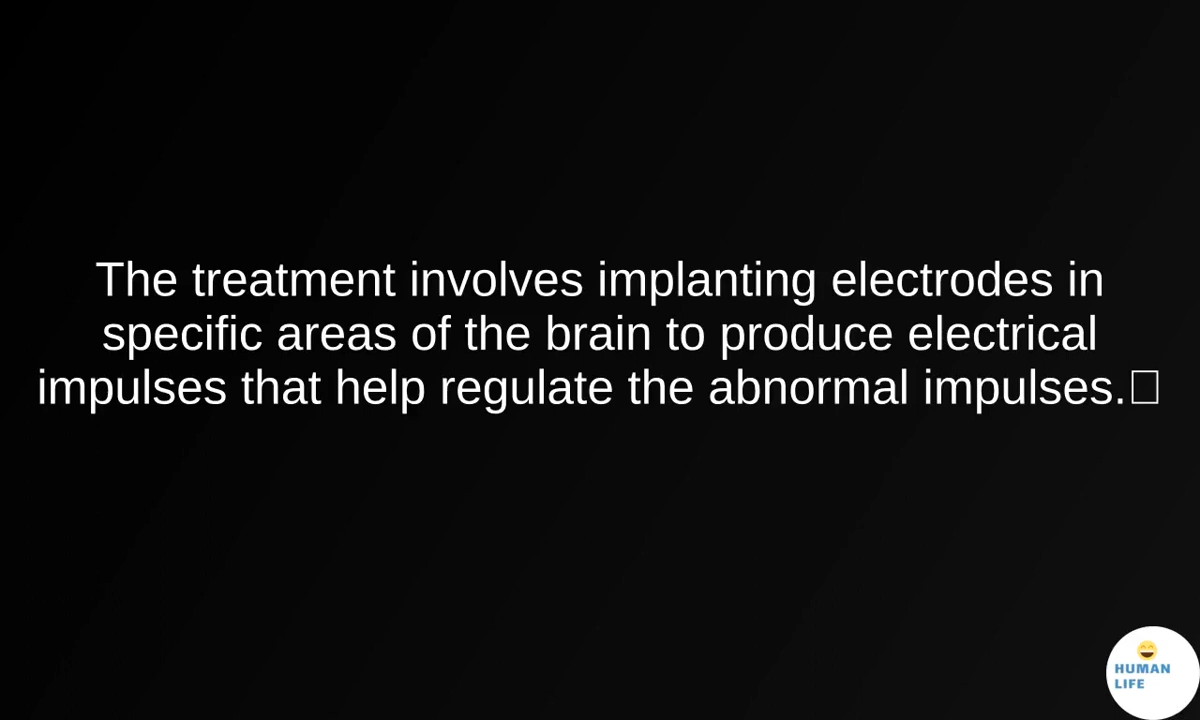 The treatment involves implanting electrodes in
specific areas of the brain to produce electrical
impulses that help regulate the abnormal impulses.
HUMAN
LIFE